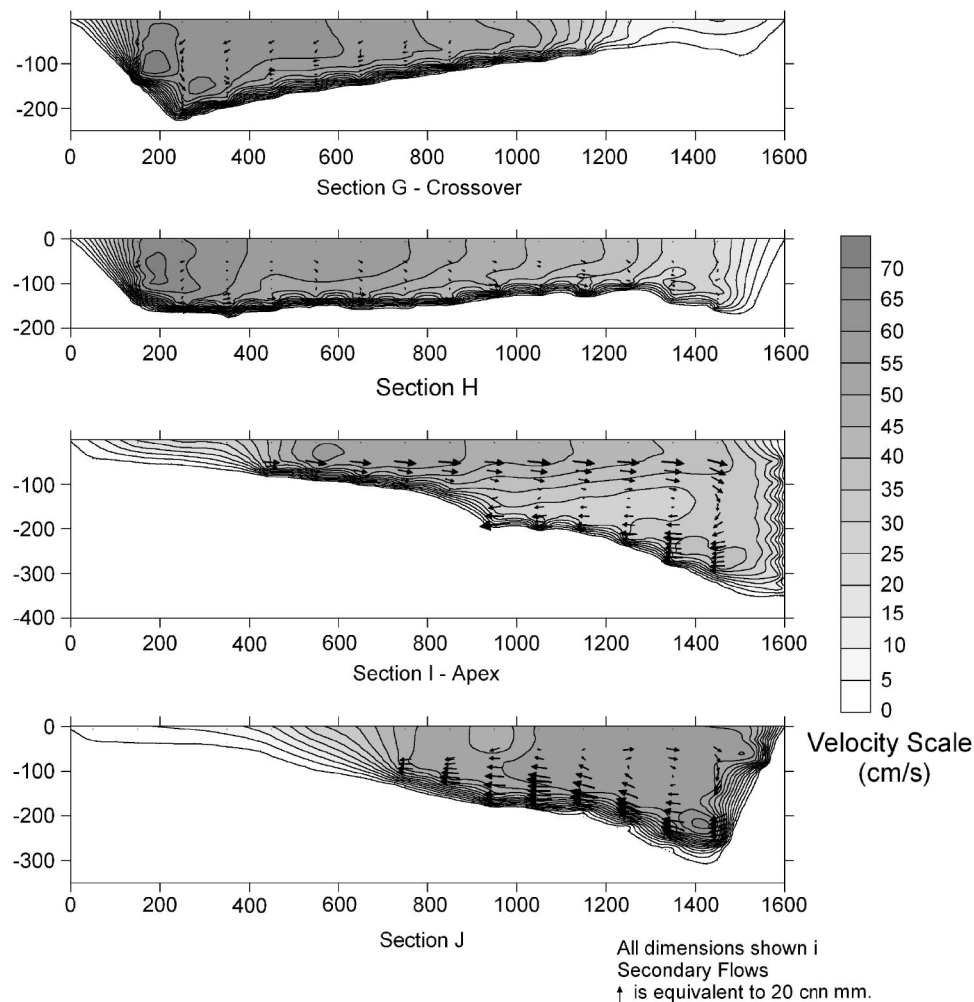 -100
-200
0 200 400 600 800 1000 1200 1400 1600
Section G - Crossover
0
-100
-200
0 200 400 600 800 1000 1200 1400 1600
Section H
-100
-200
-300
-400
0 200 400 600 800 1000 1200 1400 1600
Section I - Apex
0
-100
-200
-300
0 200 400 600 800 1000 1200 1400 1600
Section J
70
65
60
55
50
45
40
35
30
25
20
15
10
5
0
Velocity Scale
(cm/s)
All dimensions shown i
Secondary Flows
↑ is equivalent to 20 cnn mm.